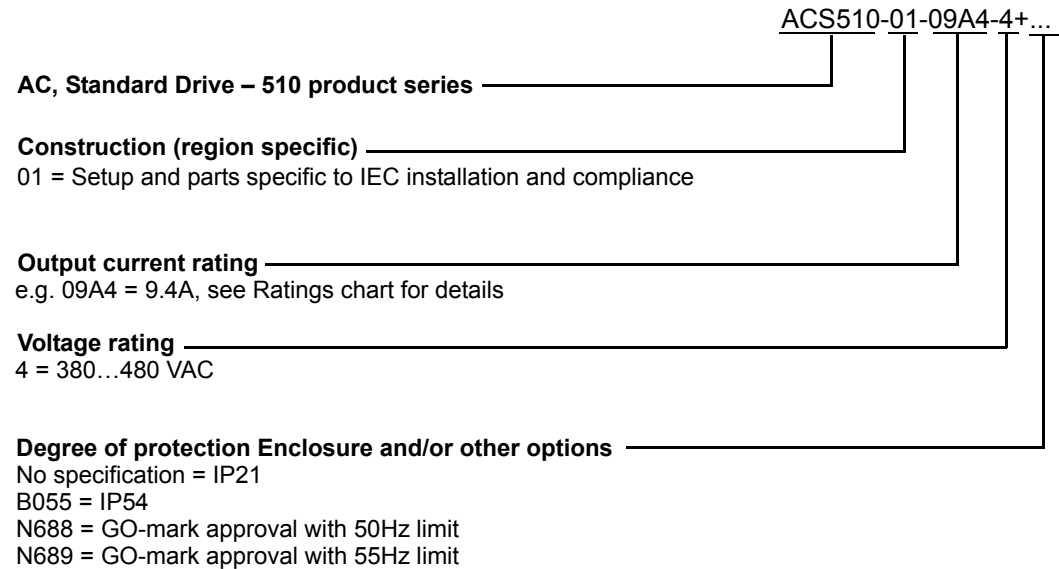 ACS510-01-09A4-4+...
AC, Standard Drive – 510 product series
Construction (region specific)
01 = Setup and parts specific to IEC installation and compliance
Output current rating
e.g. 09A4 = 9.4A, see Ratings chart for details
Voltage rating
4 = 380…480 VAC
Degree of protection Enclosure and/or other options
No specification = IP21
B055 = IP54
N688 = GO-mark approval with 50Hz limit
N689 = GO-mark approval with 55Hz limit